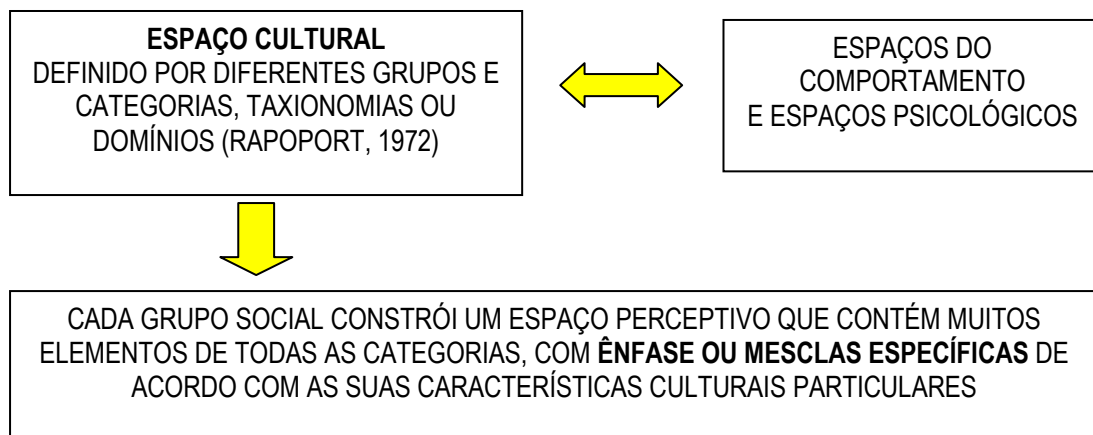 ESPAÇO CULTURAL
DEFINIDO POR DIFERENTES GRUPOS E
CATEGORIAS, TAXIONOMIAS OU
DOMÍNIOS (RAPOPORT, 1972)
ESPAÇOS DO
COMPORTAMENTO
E ESPAÇOS PSICOLÓGICOS
CADA GRUPO SOCIAL CONSTRÓI UM ESPAÇO PERCEPTIVO QUE CONTÉM MUITOS
ELEMENTOS DE TODAS AS CATEGORIAS, COM ÊNFASE OU MESCLAS ESPECÍFICAS DE
ACORDO COM AS SUAS CARACTERÍSTICAS CULTURAIS PARTICULARES